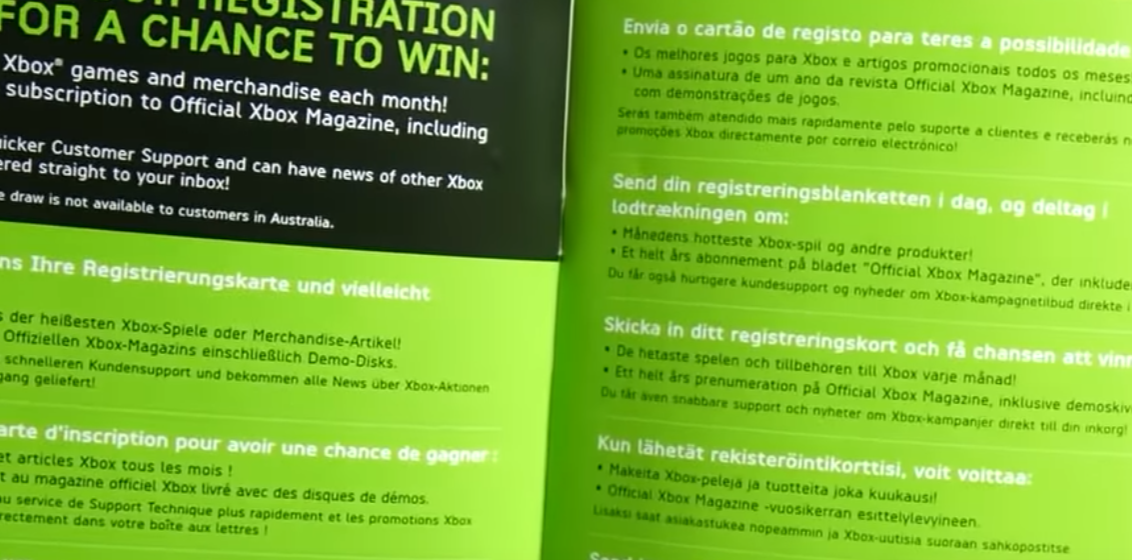 REGISTRATION
FOR A CHANCE TO WIN:
Xbox® games and merchandise each month!
subscription to Official Xbox Magazine, including
Customer Support and can have news of other Xbox
straight to your inbox!
draw is not available to customers in Australia.
Ihre Registrierungskarte und vielleicht
der heißesten Xbox-Spiele oder Merchandise-Artikel!
Offiziellen Xbox-Magazins einschließlich Demo-Disks.
schnelleren Kundensupport und bekommen alle News über Xbox-Aktionen
geliefert!
d'inscription pour avoir une chance de gagner :
et articles Xbox tous les mois !
au magazine officiel Xbox livré avec des disques de démos.
service de Support Technique plus rapidement et les promotions Xbox
dans votre boîte aux lettres !
Envia o cartão de registo para teres a possibilidade
• Os melhores jogos para Xbox e artigos promocionais todos os meses
• Uma assinatura de um ano da revista Official Xbox Magazine,
com demonstrações de jogos.
Serás também atendido mais rapidamente pelo suporte a clientes e receberás
promoções Xbox directamente por correio electrónico!
Send din registreringsblanketten i dag, og deltag i
lodtrækningen om:
• Månedens hotteste Xbox-spil og andre produkter!
• Et helt års abonnement på bladet "Official Xbox Magazine", der
Du får også hurtigere kundesupport og nyheder om Xbox-kampagnetilbud direkte i
Skicka in ditt registreringskort och få chansen att
• De hetaste spelen och tillbehören till Xbox varje månad!
• Ett helt års prenumeration på Official Xbox Magazine, inklusive
Du får även snabbare support och nyheter om Xbox-kampanjer direkt till din inkorg!
Kun lähetät rekisteröintikorttisi, voit voittaa:
• Makeita Xbox-pelejä ja tuotteita joka kuukausi!
• Official Xbox Magazine -vuosikerran esittelylevyineen.
Lisäksi saat asiakastukea nopeammin ja Xbox-uutisia suoraan sähköpostitse